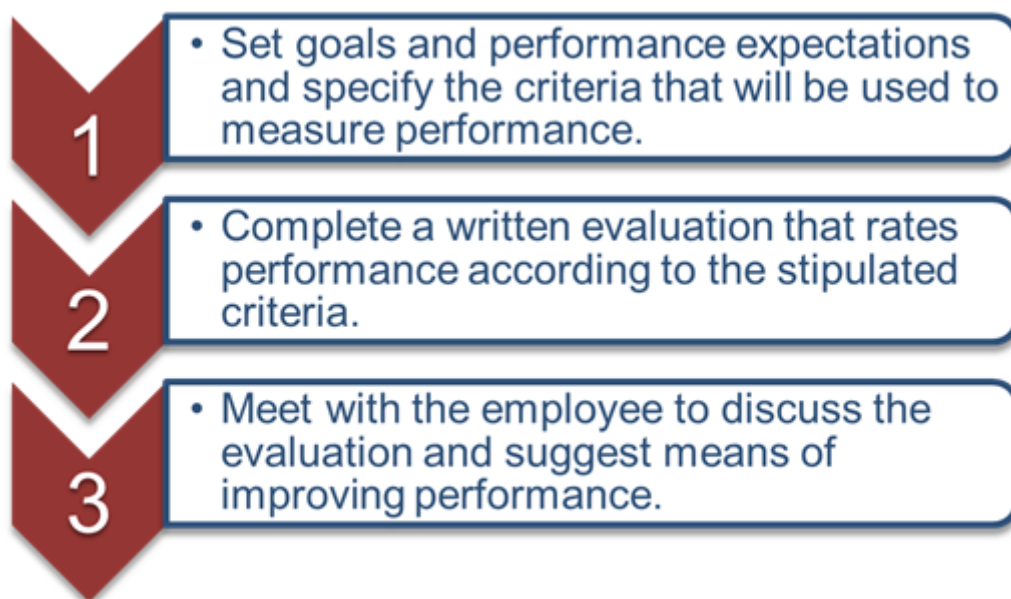 1
• Set goals and performance expectations
and specify the criteria that will be used to
measure performance.
2
• Complete a written evaluation that rates
performance according to the stipulated
criteria.
3
• Meet with the employee to discuss the
evaluation and suggest means of
improving performance.